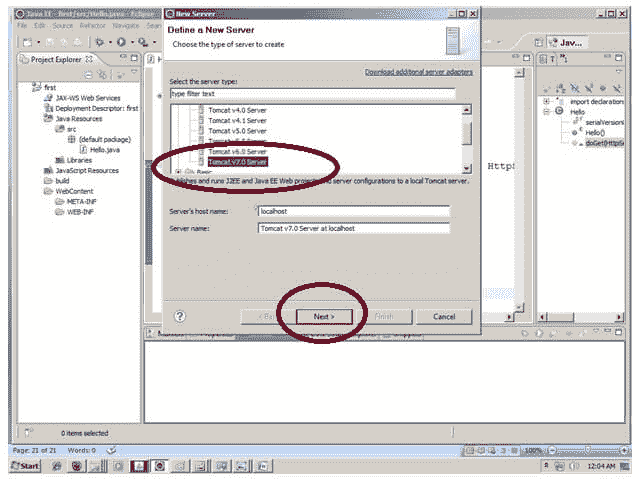 Java EE - first/src/Hello.java - Eclipse
New Server
File Edit Source Refactor Navigate Sear
Define a New Server
Choose the type of server to create
Jav...
Project Explorer
first
JAX-WS Web Services
Deployment Descriptor: first
Java Resources
src
(default package)
Hello.java
Libraries
JavaScript Resources
build
WebContent
META-INF
WEB-INF
Download additional server adapters
Select the server type:
type filter text
Tomcat v4.0 Server
Tomcat v4.1 Server
Tomcat v5.0 Server
Tomcat v6.0 Server
Tomcat v7.0 Server
Basic
Publishes and runs J2EE and Java EE Web projects and server configurations to a local Tomcat server.
Server's host name: localhost
Server name: Tomcat v7.0 Server at localhost
? Next > Finish Cancel
import declarations
Hello
serialVersionU
Hello()
doGet(HttpSe
HttpS
0 items selected
Page: 21 of 21 Words: 0
100%
Start
12:04 AM